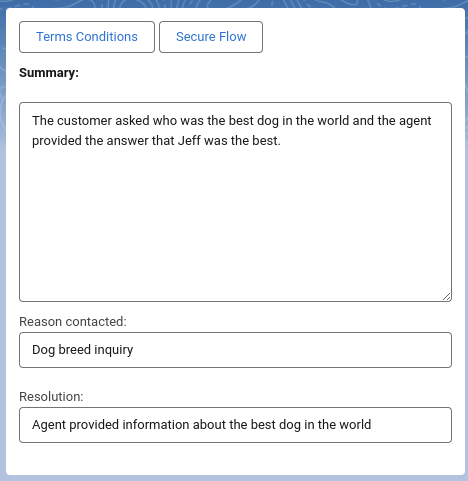 Terms Conditions Secure Flow
Summary:
The customer asked who was the best dog in the world and the agent
provided the answer that Jeff was the best.
Reason contacted:
Dog breed inquiry
Resolution:
Agent provided information about the best dog in the world